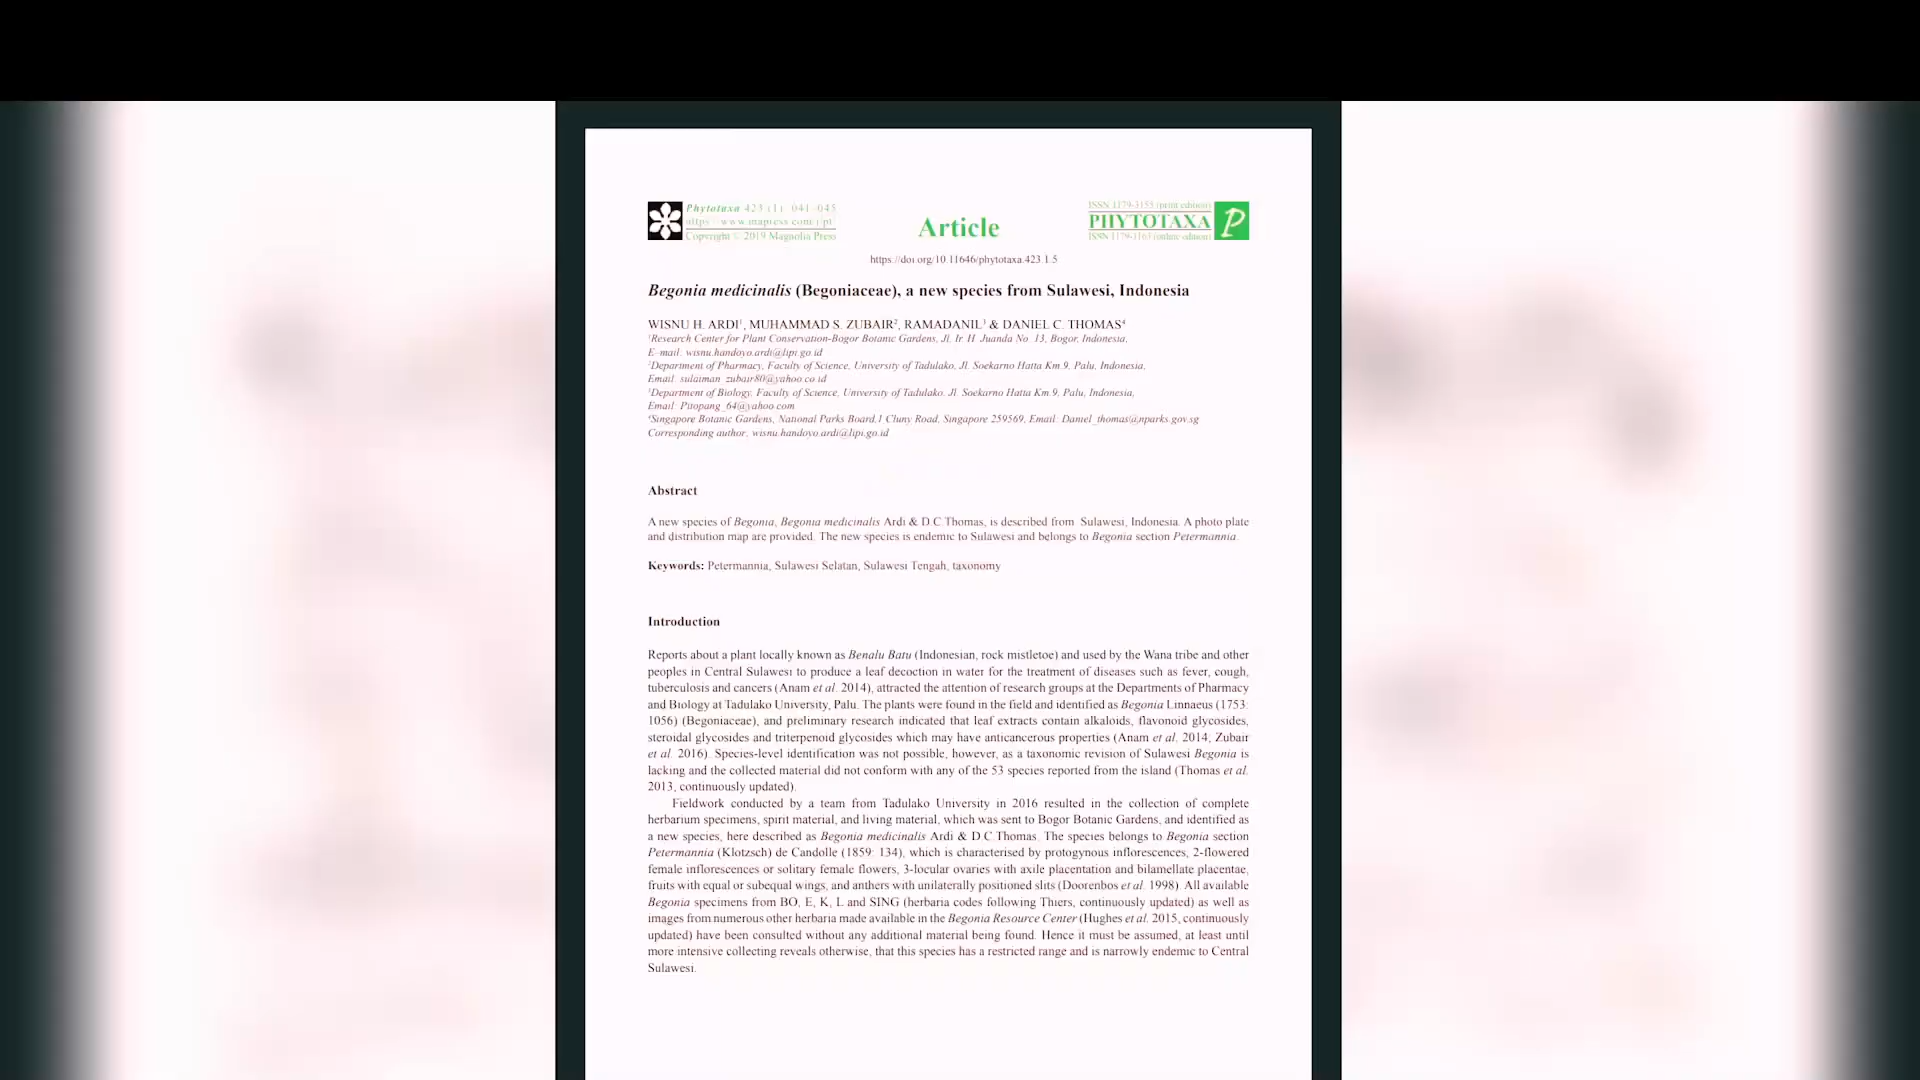 Phytotaxa 423 (1): 041–045
https://www.mapress.com/j/pt/
Copyright © 2019 Magnolia Press
Article
ISSN 1179-3155 (print edition)
PHYTOTAXA
ISSN 1179-3163 (online edition)
https://doi.org/10.11646/phytotaxa.423.1.5
Begonia medicinalis (Begoniaceae), a new species from Sulawesi, Indonesia
WISNU H. ARDI¹, MUHAMMAD S. ZUBAIR², RAMADANIL³ & DANIEL C. THOMAS⁴
¹Research Center for Plant Conservation-Bogor Botanic Gardens, Jl. Ir. H. Juanda No. 13, Bogor, Indonesia,
E-mail: wisnu.handoyo.ardi@lipi.go.id
²Department of Pharmacy, Faculty of Science, University of Tadulako, Jl. Soekarno Hatta Km.9, Palu, Indonesia,
Email: sulaiman_zubair80@yahoo.co.id
³Department of Biology, Faculty of Science, University of Tadulako. Jl. Soekarno Hatta Km.9, Palu, Indonesia,
Email: Pitopang_64@yahoo.com
⁴Singapore Botanic Gardens, National Parks Board,1 Cluny Road, Singapore 259569, Email: Daniel_thomas@nparks.gov.sg
Corresponding author: wisnu.handoyo.ardi@lipi.go.id
Abstract
A new species of Begonia, Begonia medicinalis Ardi & D.C.Thomas, is described from Sulawesi, Indonesia. A photo plate
and distribution map are provided. The new species is endemic to Sulawesi and belongs to Begonia section Petermannia.
Keywords: Petermannia, Sulawesi Selatan, Sulawesi Tengah, taxonomy
Introduction
Reports about a plant locally known as Benalu Batu (Indonesian, rock mistletoe) and used by the Wana tribe and other
peoples in Central Sulawesi to produce a leaf decoction in water for the treatment of diseases such as fever, cough,
tuberculosis and cancers (Anam et al. 2014), attracted the attention of research groups at the Departments of Pharmacy
and Biology at Tadulako University, Palu. The plants were found in the field and identified as Begonia Linnaeus (1753:
1056) (Begoniaceae), and preliminary research indicated that leaf extracts contain alkaloids, flavonoid glycosides,
steroidal glycosides and triterpenoid glycosides which may have anticancerous properties (Anam et al. 2014, Zubair
et al. 2016). Species-level identification was not possible, however, as a taxonomic revision of Sulawesi Begonia is
lacking and the collected material did not conform with any of the 53 species reported from the island (Thomas et al.
2013, continuously updated).
Fieldwork conducted by a team from Tadulako University in 2016 resulted in the collection of complete
herbarium specimens, spirit material, and living material, which was sent to Bogor Botanic Gardens, and identified as
a new species, here described as Begonia medicinalis Ardi & D.C.Thomas. The species belongs to Begonia section
Petermannia (Klotzsch) de Candolle (1859: 134), which is characterised by protogynous inflorescences, 2-flowered
female inflorescences or solitary female flowers, 3-locular ovaries with axile placentation and bilamellate placentae,
fruits with equal or subequal wings, and anthers with unilaterally positioned slits (Doorenbos et al. 1998). All available
Begonia specimens from BO, E, K, L and SING (herbaria codes following Thiers, continuously updated) as well as
images from numerous other herbaria made available in the Begonia Resource Center (Hughes et al. 2015, continuously
updated) have been consulted without any additional material being found. Hence it must be assumed, at least until
more intensive collecting reveals otherwise, that this species has a restricted range and is narrowly endemic to Central
Sulawesi.